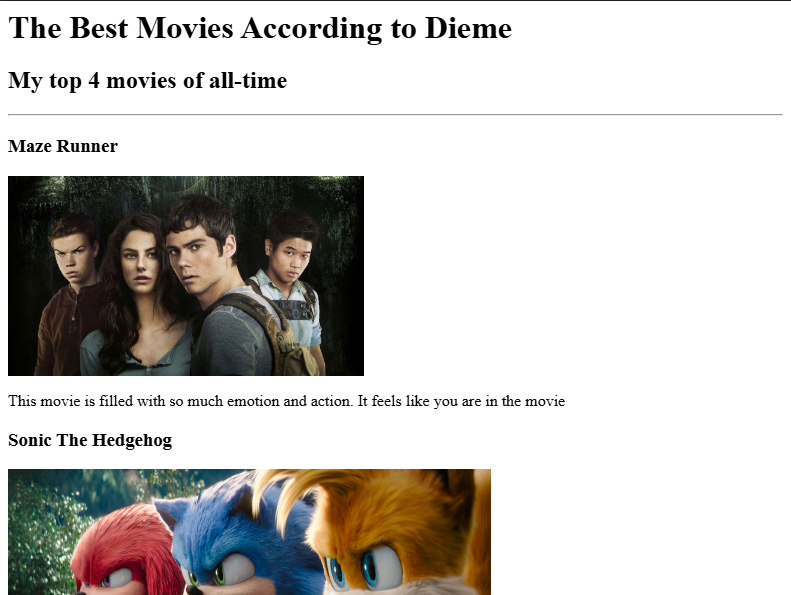 The Best Movies According to Dieme
My top 4 movies of all-time
Maze Runner
This movie is filled with so much emotion and action. It feels like you are in the movie
Sonic The Hedgehog